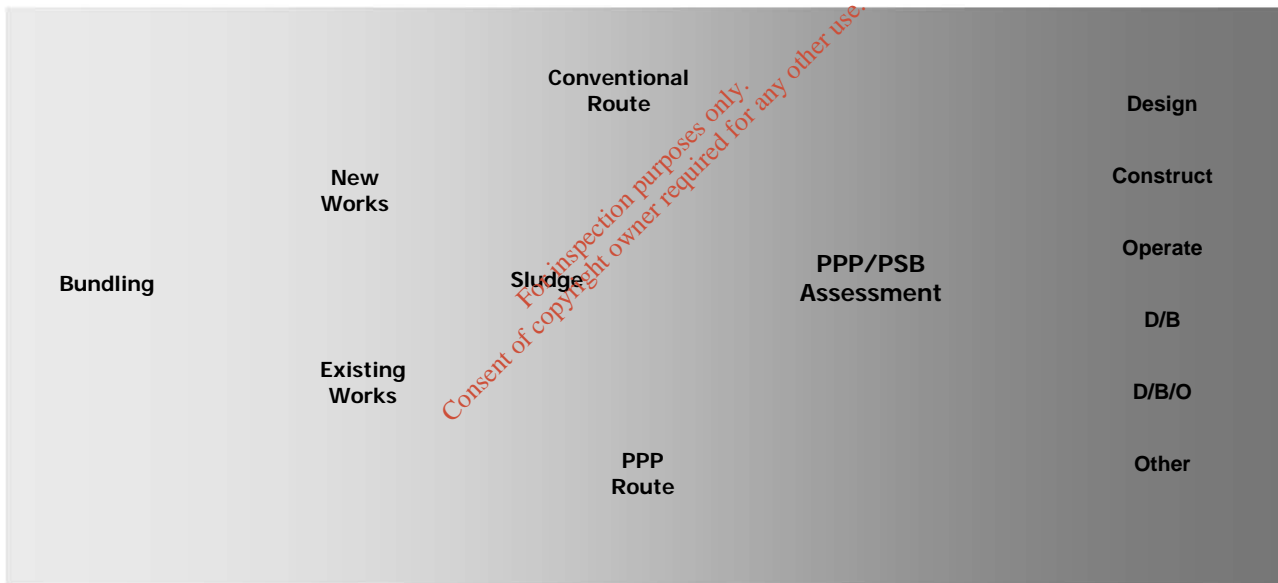 Bundling
New
Works
Existing
Works
Conventional
Route
Sludge
PPP
Route
PPP/PSB
Assessment
Design
Construct
Operate
D/B
D/B/O
Other
For inspection purposes only.
Consent of copyright owner required for any other use.